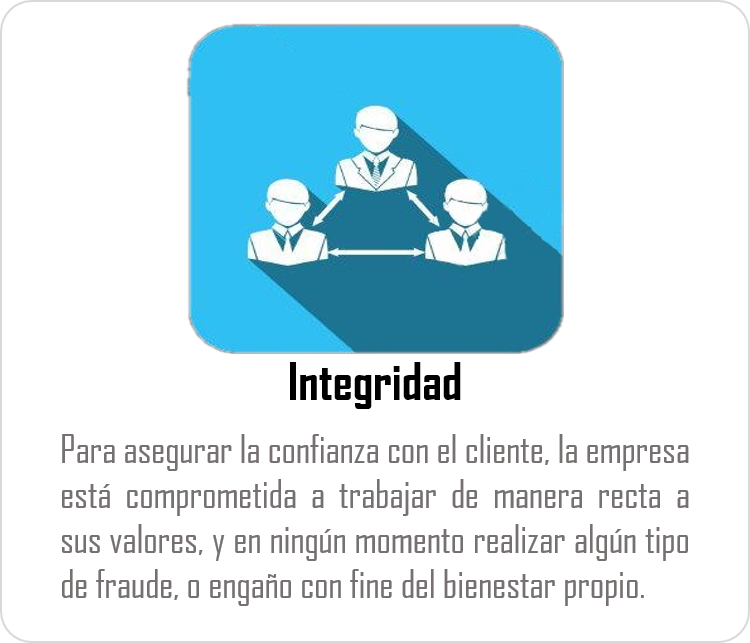 Integridad
Para asegurar la confianza con el cliente, la empresa
está comprometida a trabajar de manera recta a
sus valores, y en ningún momento realizar algún tipo
de fraude, o engaño con fine del bienestar propio.